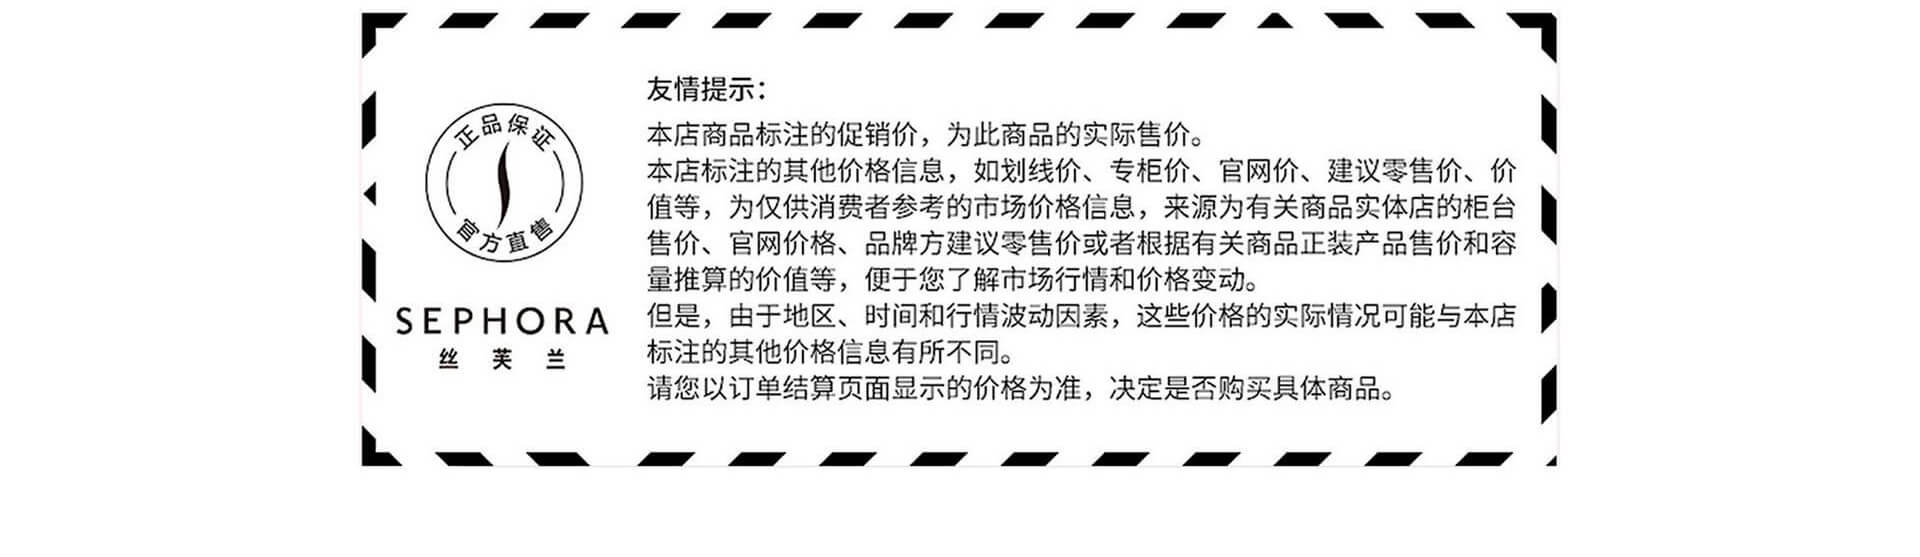 正品保证
官方直售
SEPHORA
丝芙兰
友情提示：
本店商品标注的促销价，为此商品的实际售价。
本店标注的其他价格信息，如划线价、专柜价、官网价、建议零售价、价
值等，为仅供消费者参考的市场价格信息，来源为有关商品实体店的柜台
售价、官网价格、品牌方建议零售价或者根据有关商品正装产品售价和容
量推算的价值等，便于您了解市场行情和价格变动。
但是，由于地区、时间和行情波动因素，这些价格的实际情况可能与本店
标注的其他价格信息有所不同。
请您以订单结算页面显示的价格为准，决定是否购买具体商品。